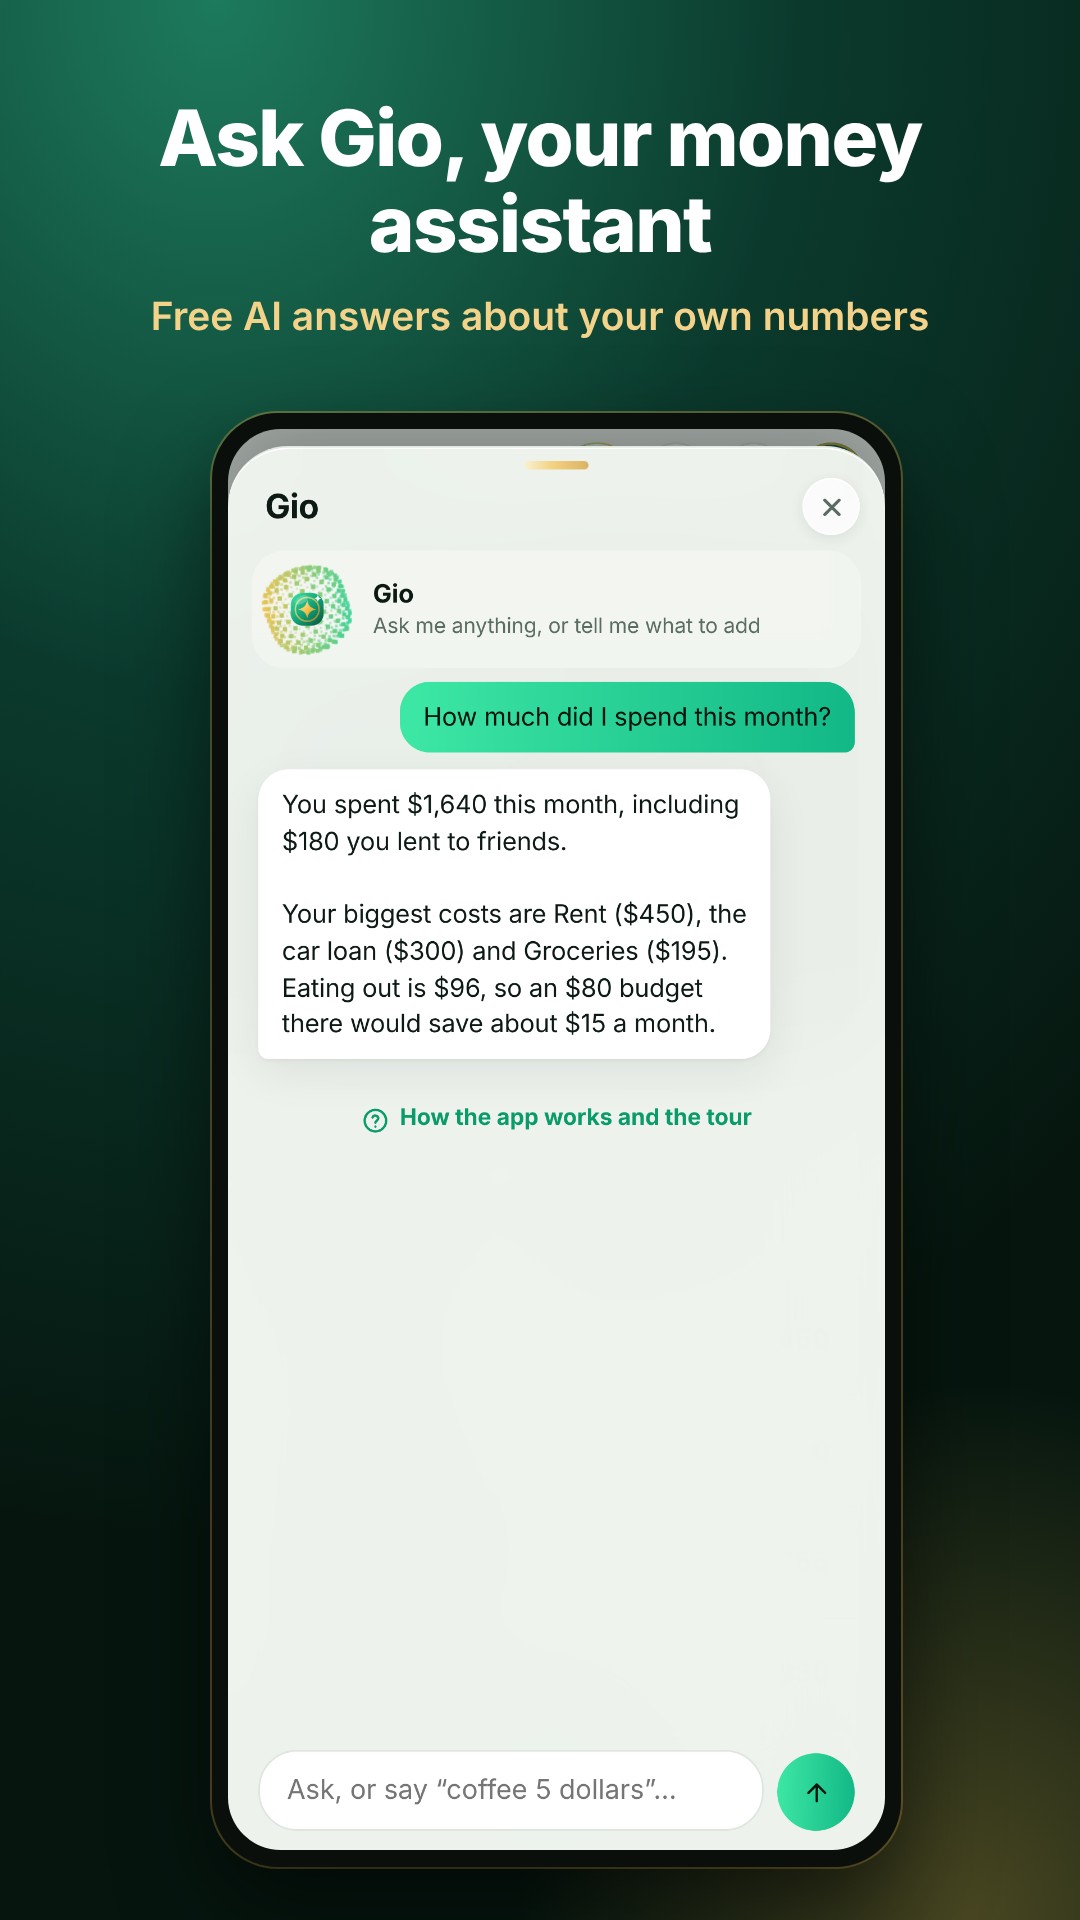 Ask Gio, your money
assistant
Free AI answers about your own numbers
Gio
Gio
Ask me anything, or tell me what to add
How much did I spend this month?
You spent $1,640 this month, including
$180 you lent to friends.
Your biggest costs are Rent ($450), the
car loan ($300) and Groceries ($195).
Eating out is $96, so an $80 budget
there would save about $15 a month.
How the app works and the tour
Ask, or say “coffee 5 dollars”...